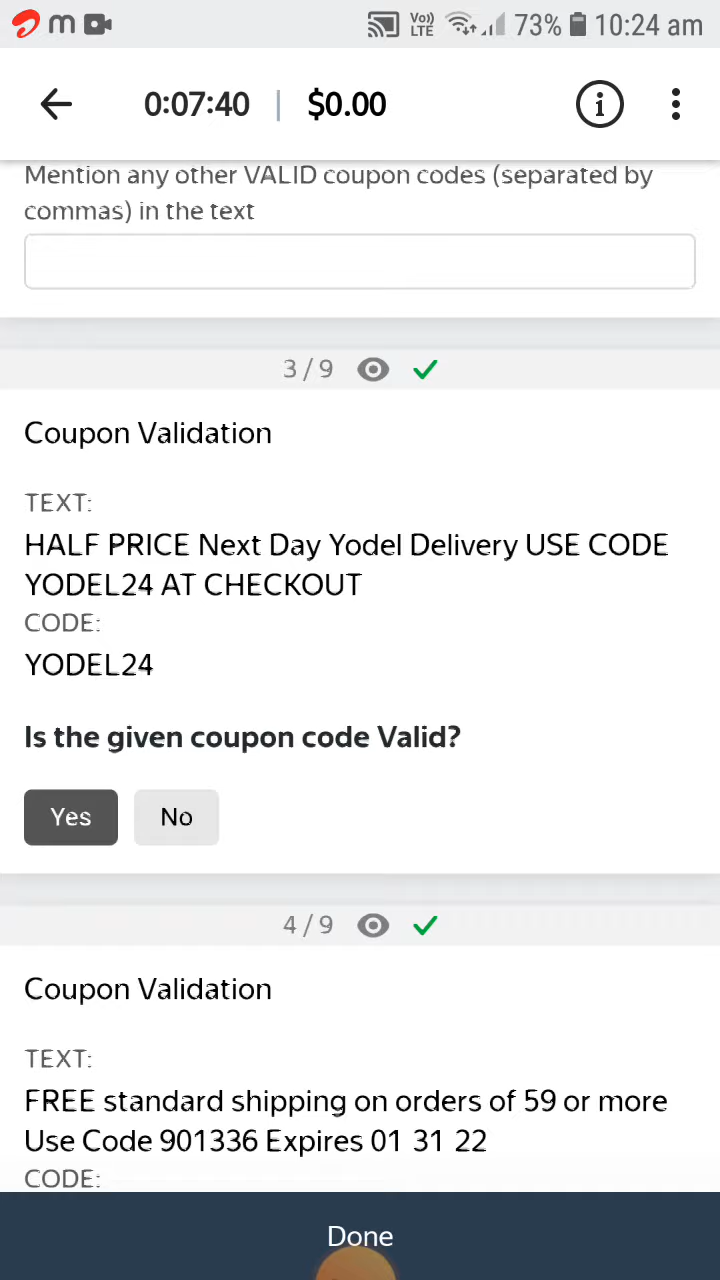 m Vo)) LTE 73% 10:24 am
0:07:40 | $0.00
Mention any other VALID coupon codes (separated by
commas) in the text
3 / 9
Coupon Validation
TEXT:
HALF PRICE Next Day Yodel Delivery USE CODE
YODEL24 AT CHECKOUT
CODE:
YODEL24
Is the given coupon code Valid?
Yes No
4 / 9
Coupon Validation
TEXT:
FREE standard shipping on orders of 59 or more
Use Code 901336 Expires 01 31 22
CODE:
Done